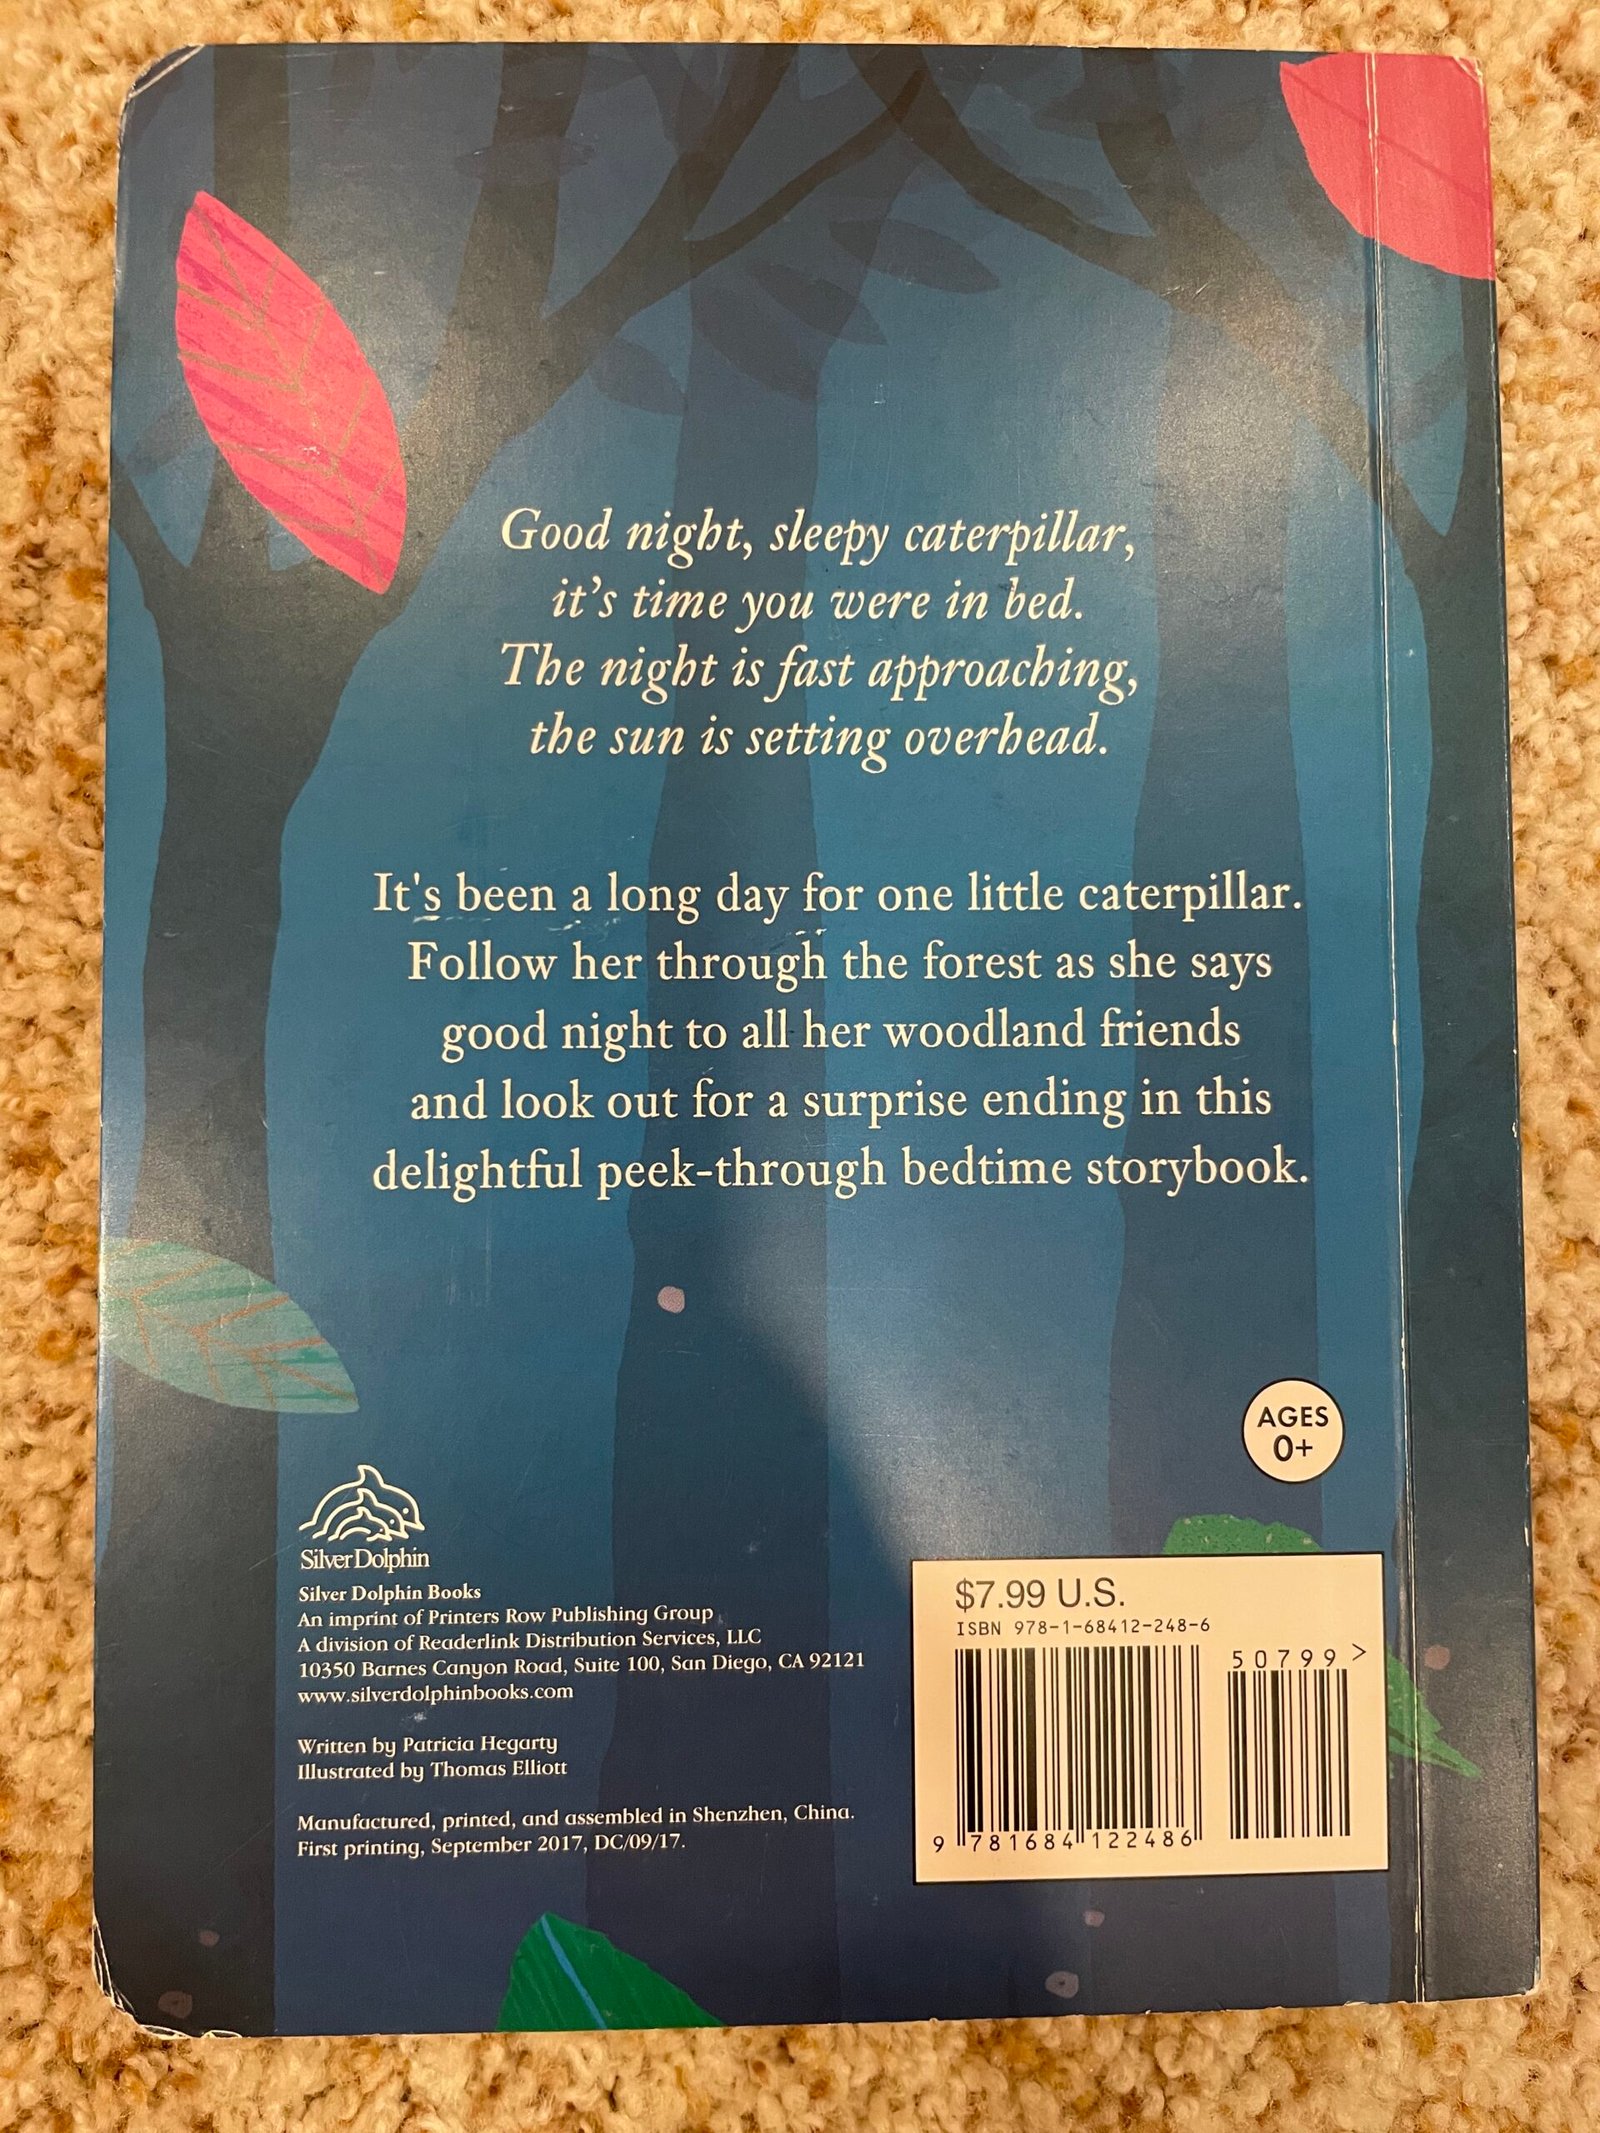 Good night, sleepy caterpillar,
it's time you were in bed.
The night is fast approaching,
the sun is setting overhead.
It's been a long day for one little caterpillar.
Follow her through the forest as she says
good night to all her woodland friends
and look out for a surprise ending in this
delightful peek-through bedtime storybook.
AGES
0+
SilverDolphin
Silver Dolphin Books
An imprint of Printers Row Publishing Group
A division of Readerlink Distribution Services, LLC
10350 Barnes Canyon Road, Suite 100, San Diego, CA 92121
www.silverdolphinbooks.com
Written by Patricia Hegarty
Illustrated by Thomas Elliott
Manufactured, printed, and assembled in Shenzhen, China.
First printing, September 2017, DC/09/17.
$7.99 U.S.
ISBN 978-1-68412-248-6
50799>
9 781684 122486